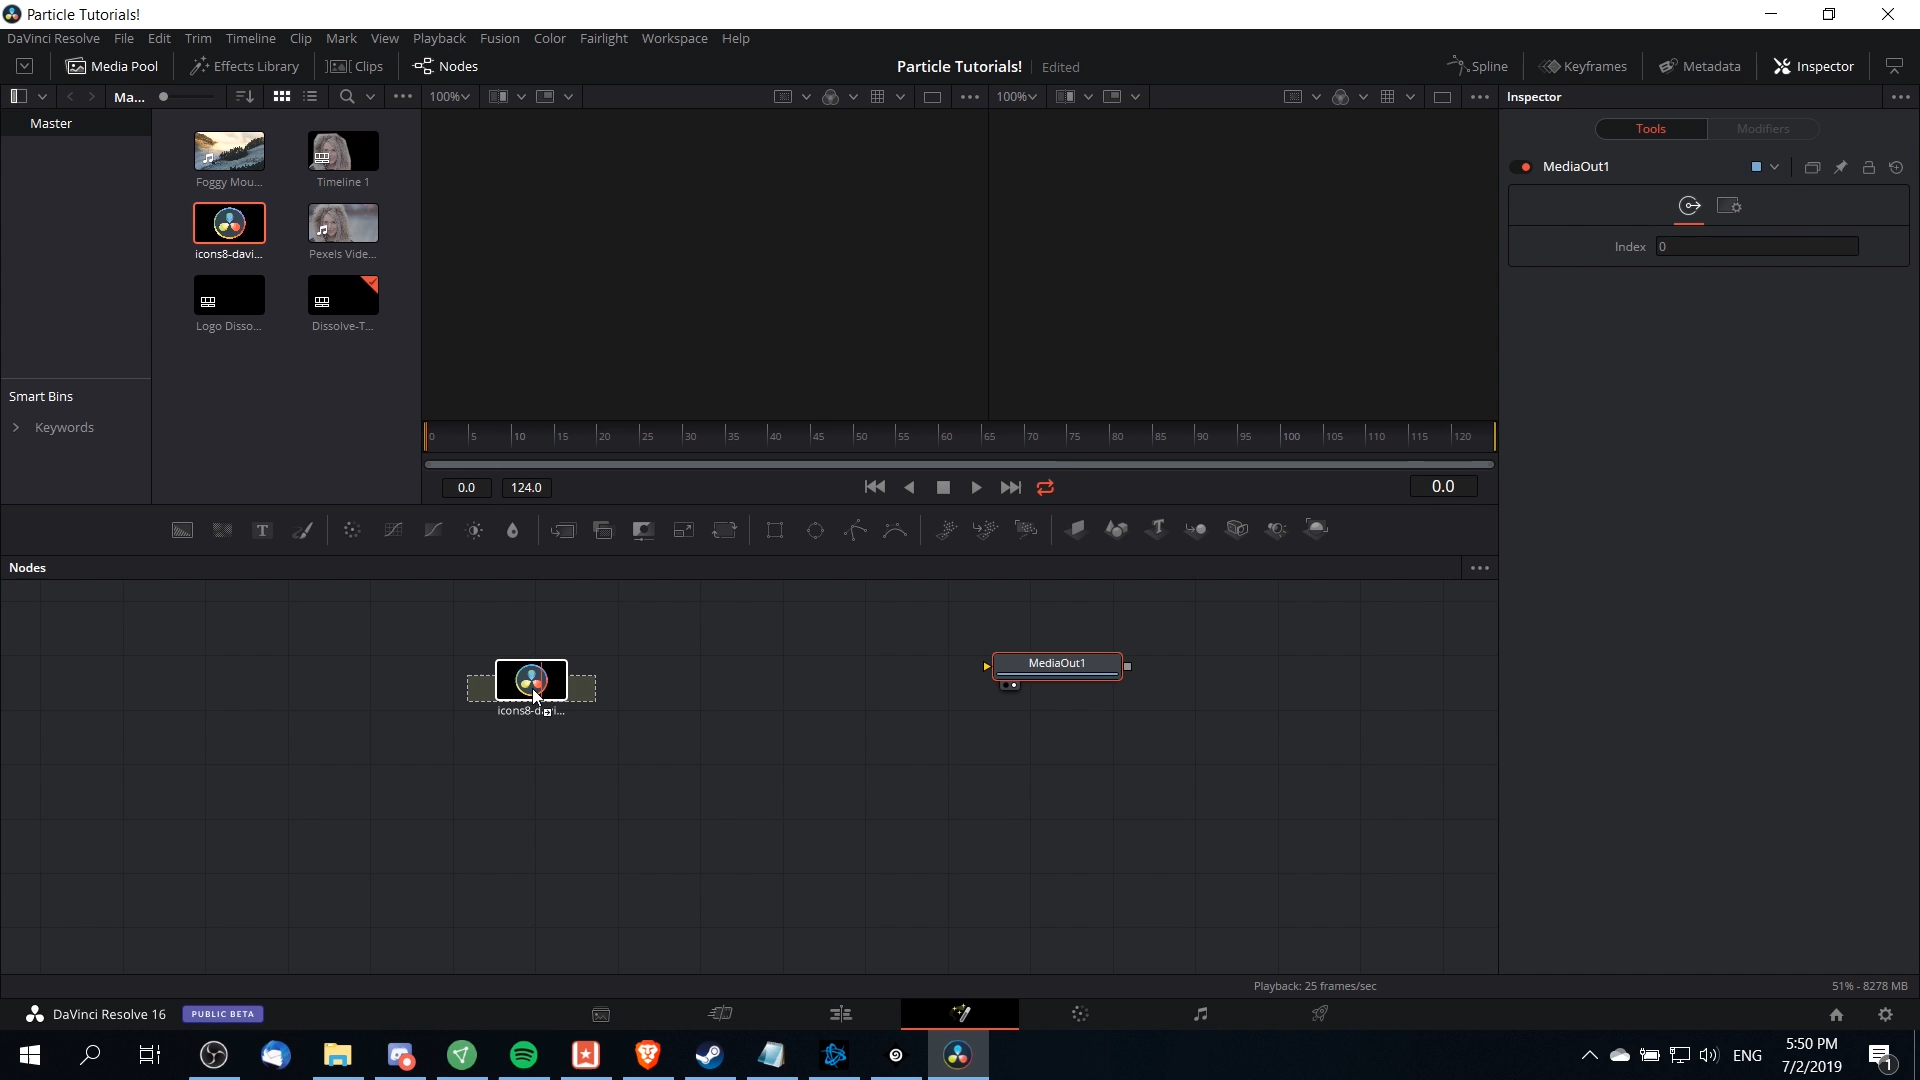 Particle Tutorials!
DaVinci Resolve File Edit Trim Timeline Clip Mark View Playback Fusion Color Fairlight Workspace Help
Media Pool Effects Library Clips Nodes Particle Tutorials! Edited Spline Keyframes Metadata Inspector
Ma... 100% 100% Inspector
Master
Tools Modifiers
MediaOut1
Foggy Mou... Timeline 1
Index 0
icons8-davi... Pexels Vide...
Logo Disso... Dissolve-T...
Smart Bins
Keywords
0 5 10 15 20 25 30 35 40 45 50 55 60 65 70 75 80 85 90 95 100 105 110 115 120
0.0 124.0 0.0
T T
Nodes
MediaOut1
Playback: 25 frames/sec 51% - 8278 MB
DaVinci Resolve 16 PUBLIC BETA
ENG
5:50 PM
7/2/2019
1